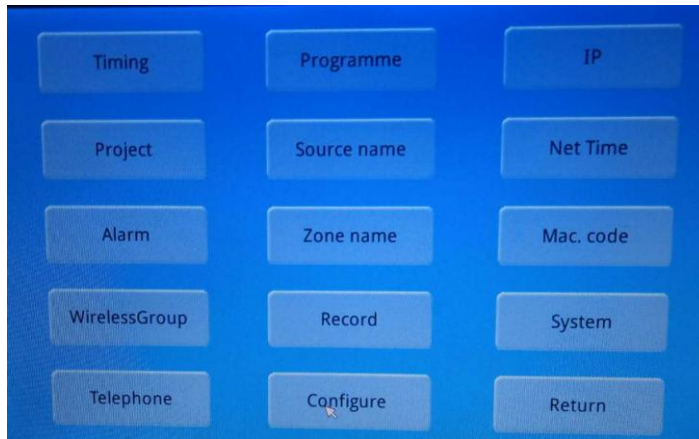 Timing
Programme
IP
Project
Source name
Net Time
Alarm
Zone name
Mac. code
WirelessGroup
Record
System
Telephone
Configure
Return